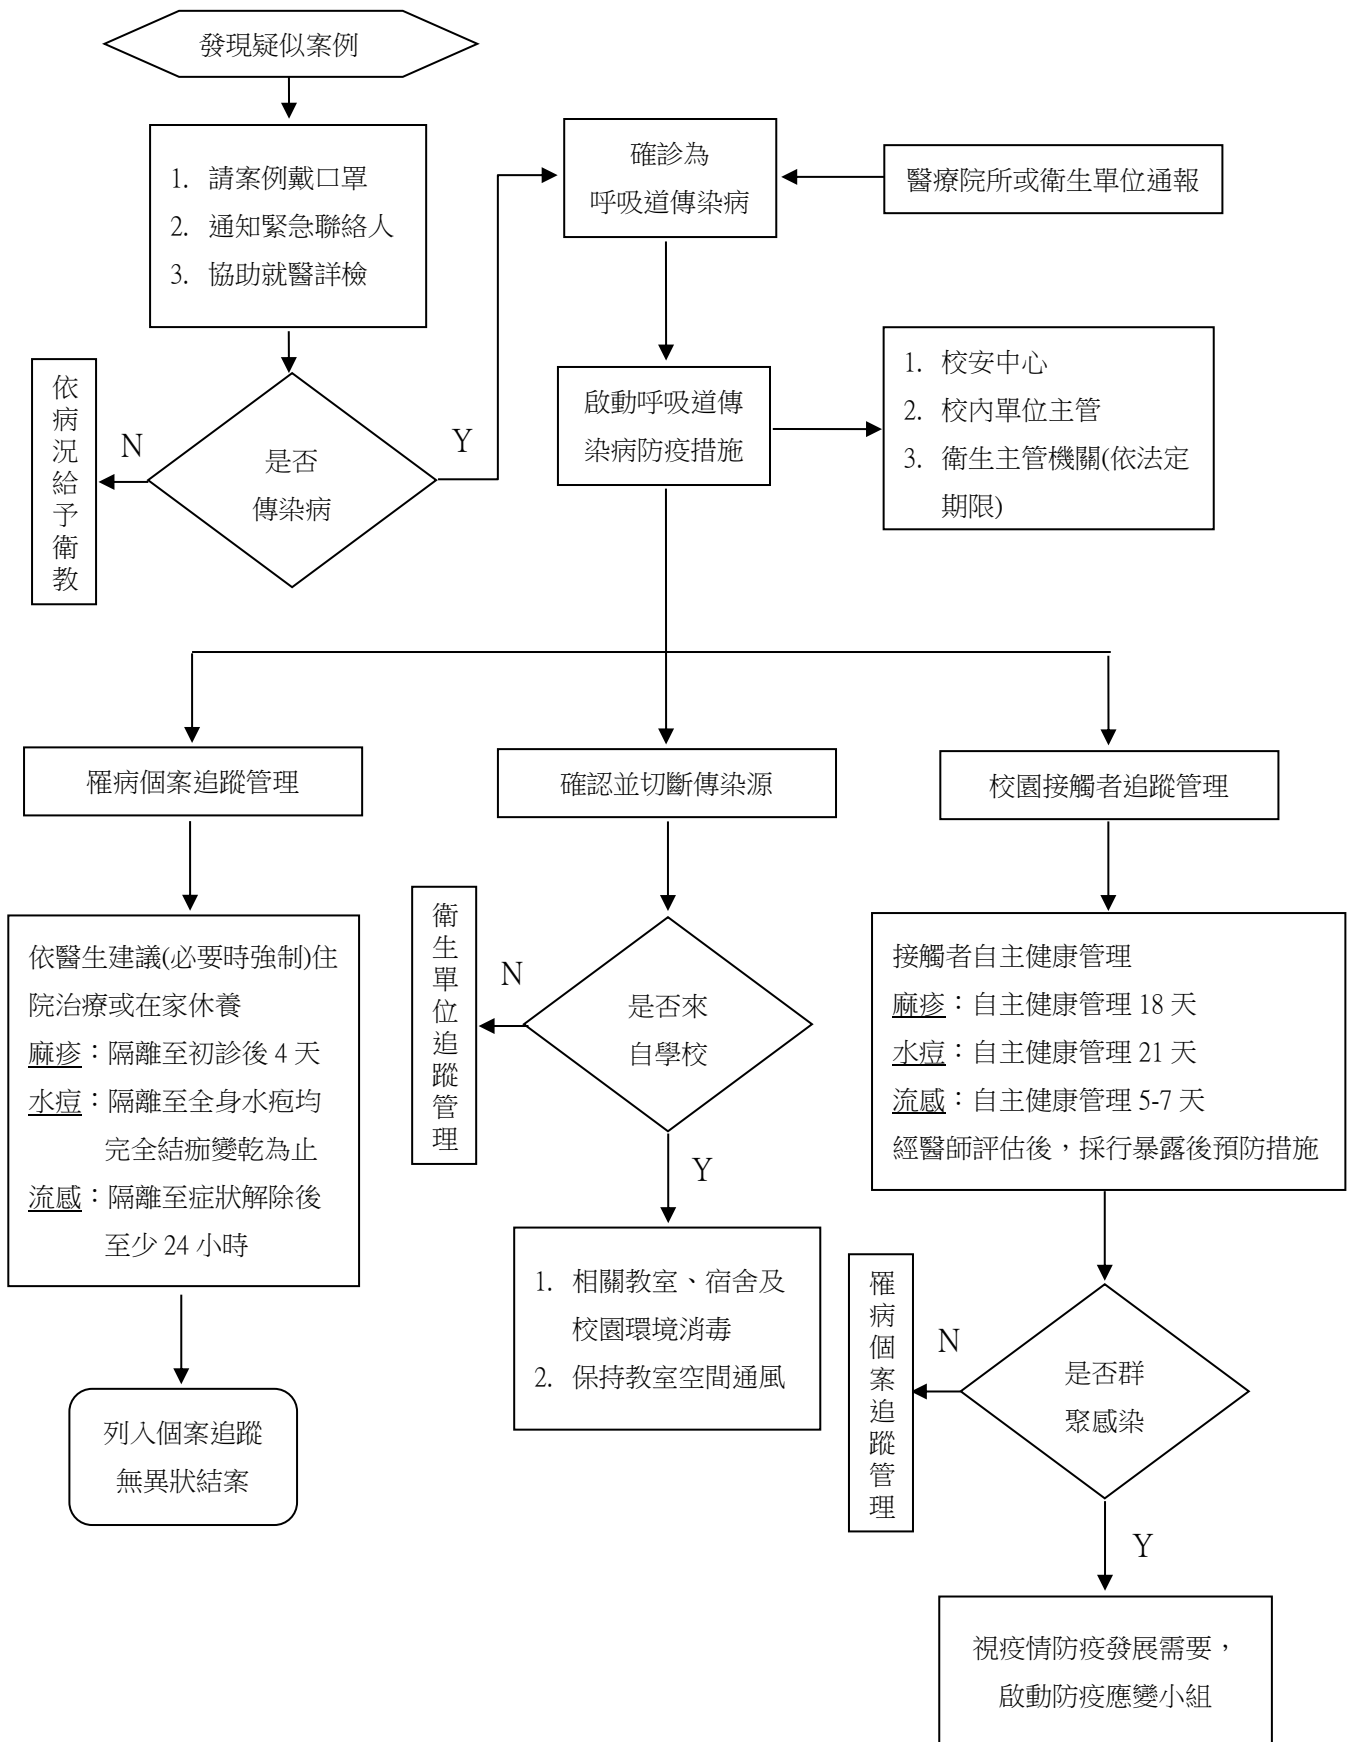 發現疑似案例
1. 請案例戴口罩
2. 通知緊急聯絡人
3. 協助就醫詳檢
確診為
呼吸道傳染病
醫療院所或衛生單位通報
依病況給予衛教
N
是否
傳染病
Y
啟動呼吸道傳
染病防疫措施
1. 校安中心
2. 校內單位主管
3. 衛生主管機關(依法定
期限)
罹病個案追蹤管理
確認並切斷傳染源
校園接觸者追蹤管理
依醫生建議(必要時強制)住
院治療或在家休養
麻疹：隔離至初診後 4 天
水痘：隔離至全身水疱均
完全結痂變乾為止
流感：隔離至症狀解除後
至少 24 小時
列入個案追蹤
無異狀結案
衛生單位追蹤管理
N
是否來
自學校
Y
1. 相關教室、宿舍及
校園環境消毒
2. 保持教室空間通風
接觸者自主健康管理
麻疹：自主健康管理 18 天
水痘：自主健康管理 21 天
流感：自主健康管理 5-7 天
經醫師評估後，採行暴露後預防措施
罹病個案追蹤管理
N
是否群
聚感染
Y
視疫情防疫發展需要，
啟動防疫應變小組